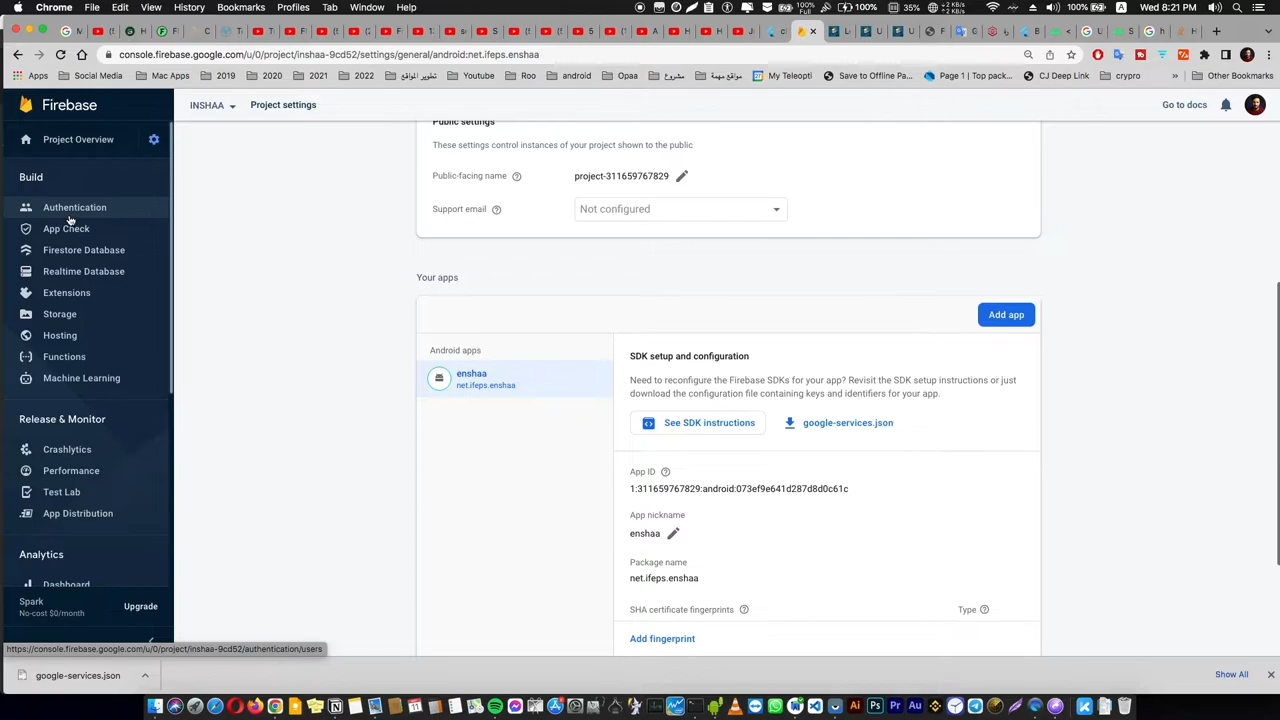 Chrome File Edit View History Bookmarks Profiles Tab Window Help
100% 100% 35% 2 KB/s 100% A Wed 8:21 PM
console.firebase.google.com/u/0/project/inshaa-9cd52/settings/general/android:net.ifeps.enshaa
Apps Social Media Mac Apps 2019 2020 2021 2022 تطوير المواقع Youtube Roo android Opaa مشروع مواقع مهمة My Teleopti Save to Offline Pa... Page 1 | Top pack... CJ Deep Link crypro » Other Bookmarks
Firebase
INSHAA
Project settings
Go to docs
Project Overview
Build
Authentication
App Check
Firestore Database
Realtime Database
Extensions
Storage
Hosting
Functions
Machine Learning
Release & Monitor
Crashlytics
Performance
Test Lab
App Distribution
Analytics
Dashboard
Spark
No-cost $0/month
Upgrade
Public settings
These settings control instances of your project shown to the public
Public-facing name
project-311659767829
Support email
Not configured
Your apps
Add app
Android apps
enshaa
net.ifeps.enshaa
SDK setup and configuration
Need to reconfigure the Firebase SDKs for your app? Revisit the SDK setup instructions or just
download the configuration file containing keys and identifiers for your app.
See SDK instructions
google-services.json
App ID
1:311659767829:android:073ef9e641d287d8d0c61c
App nickname
enshaa
Package name
net.ifeps.enshaa
SHA certificate fingerprints
Type
Add fingerprint
https://console.firebase.google.com/u/0/project/inshaa-9cd52/authentication/users
google-services.json
Show All